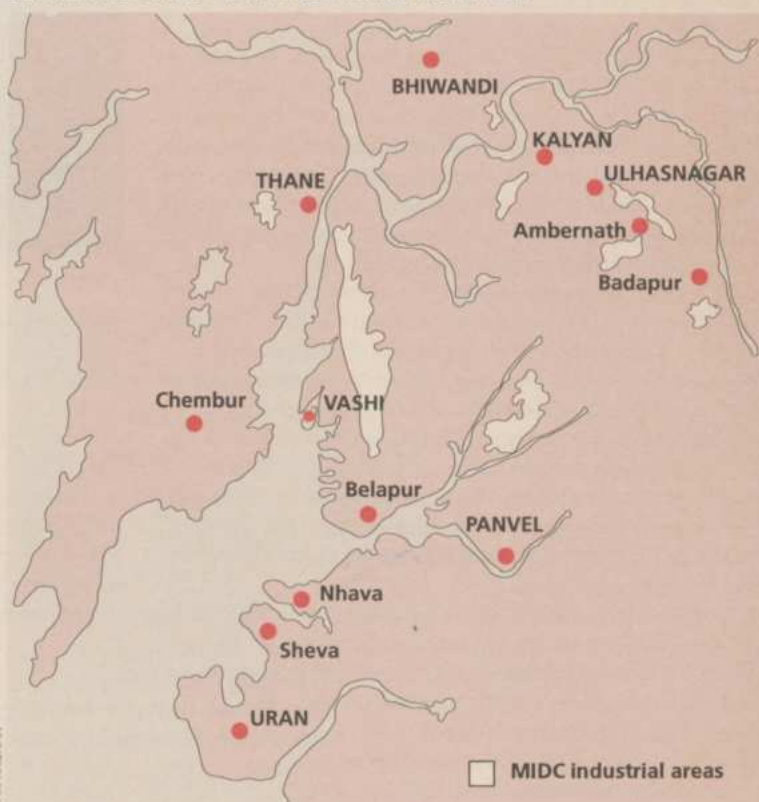 BHIWANDI
KALYAN
THANE
ULHASNAGAR
Ambernath
Badapur
Chembur
VASHI
Belapur
PANVEL
Nhava
Sheva
URAN
MIDC industrial areas